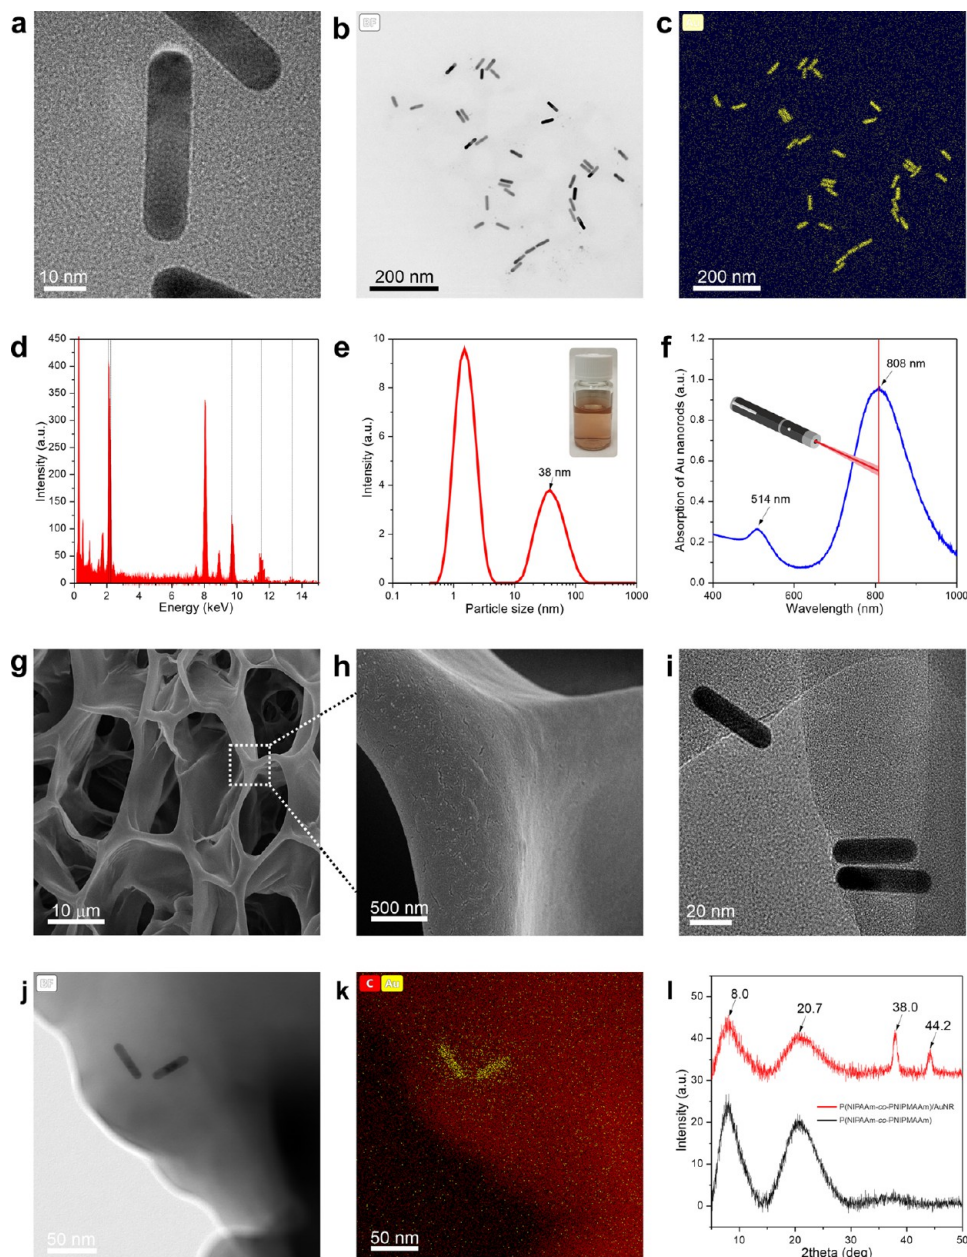 a
10 nm
b
BF
200 nm
c
200 nm
d
450
400
350
300
250
200
150
100
50
0
0 2 4 6 8 10 12 14
Intensity (a.u.)
Energy (keV)
e
10
8
6
4
2
0
0.1 1 10 100 1000
38 nm
Intensity (a.u.)
Particle size (nm)
f
1.2
1.0
0.8
0.6
0.4
0.2
0.0
400 600 800 1000
808 nm
514 nm
Absorption of Au nanorods (a.u.)
Wavelength (nm)
g
10 μm
h
500 nm
i
20 nm
j
BF
50 nm
k
C Au
50 nm
l
50
40
30
20
10
0
10 20 30 40 50
8.0
20.7
38.0
44.2
P(NIPAAm-co-PNIPMAAm)/AuNR
P(NIPAAm-co-PNIPMAAm)
Intensity (a.u.)
2theta (deg)